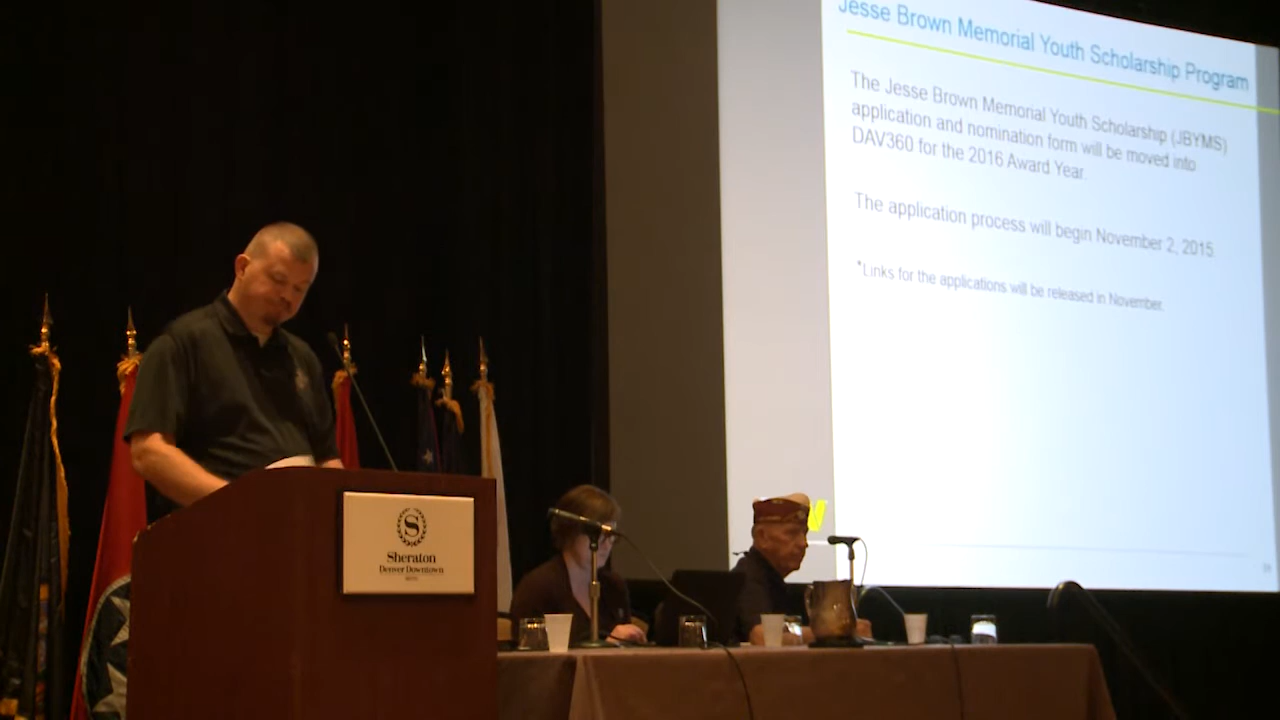 Jesse Brown Memorial Youth Scholarship Program
The Jesse Brown Memorial Youth Scholarship (JBYMS)
application and nomination form will be moved into
DAV360 for the 2016 Award Year.
The application process will begin November 2, 2015
*Links for the applications will be released in November.
S
Sheraton
Denver Downtown